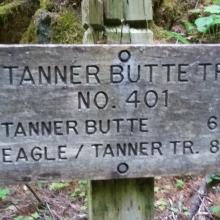 TANNER BUTTE TR
NO. 401
TANNER BUTTE 6
EAGLE / TANNER TR. 8